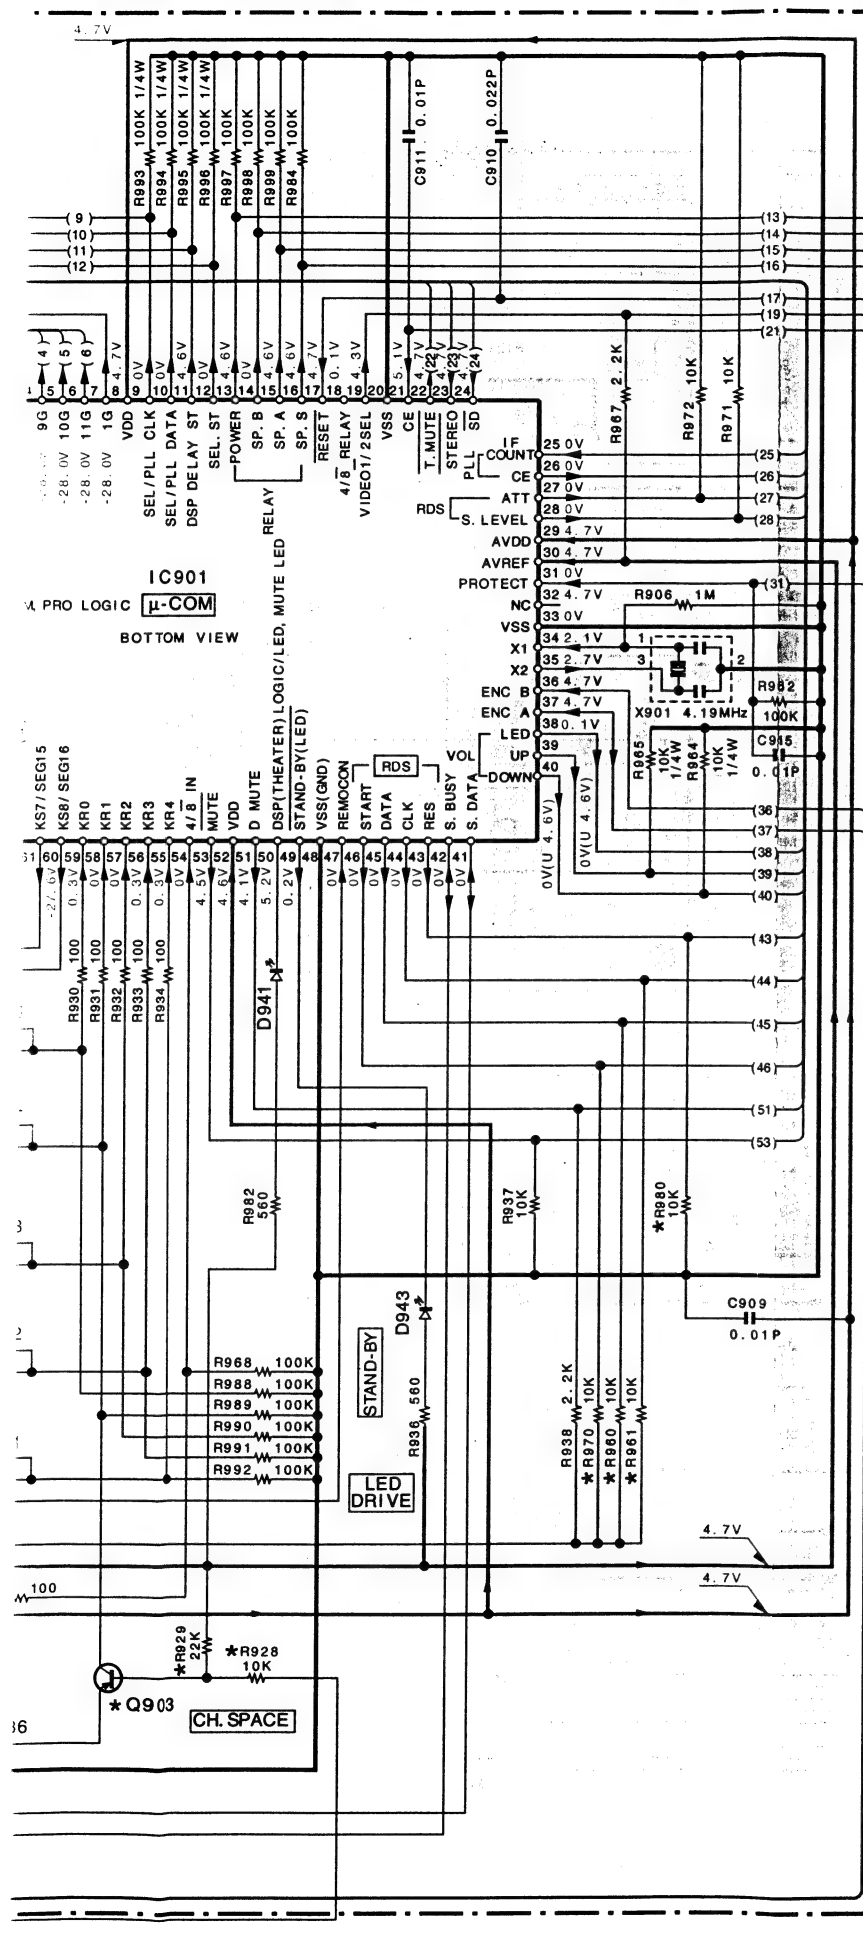 4.7V
R993 100K 1/4W
R994 100K 1/4W
R995 100K 1/4W
R996 100K 1/4W
R997 100K
R998 100K
R999 100K
R984 100K
C911 0.01P
C910 0.022P
(9)
(10)
(11)
(12)
(13)
(14)
(15)
(16)
(17)
(19)
(21)
(4)
(5)
(6)
(22)
(23)
(24)
4.7V
0V
0V
0V
0.1V
4.3V
5.1V
4.7V
4.7V
4.7V
R967 2.2K
R972 10K
R971 10K
5 6 7 8 9 10 11 12 13 14 15 16 17 18 19 20 21 22 23 24
9G
10G
11G
1G
VDD
SEL/PLL CLK
SEL/PLL DATA
DSP DELAY ST
SEL. ST
POWER
SP. B
SP. A
SP. S
RELAY
RESET
4/8 RELAY
VIDEO1/2SEL
VSS
CE
T.MUTE
STEREO
SD
PLL
-28.0V
-28.0V
-28.0V
IF
COUNT 25 0V (25)
CE 26 0V (26)
RDS
ATT 27 0V (27)
S. LEVEL 28 0V (28)
AVDD 29 4.7V
AVREF 30 4.7V
PROTECT 31 0V (31)
NC 32 4.7V
VSS 33 0V
X1 34 2.1V
X2 35 2.7V
ENC B 36 4.7V
ENC A 37 4.7V
LED 38 0.1V
VOL
UP 39
DOWN 40
IC901
PRO LOGIC μ-COM
BOTTOM VIEW
R906 1M
1
3
2
X901 4.19MHz
R962
100K
C945
0.01P
R965
10K
1/4W
R964
10K
1/4W
0V(U 4.6V)
0V(U 4.6V)
(36)
(37)
(38)
(39)
(40)
KS7/SEG15
KS8/SEG16
KR0
KR1
KR2
KR3
KR4
4/8 IN
MUTE
VDD
D MUTE
DSP(THEATER) LOGIC/LED, MUTE LED
STAND-BY(LED)
VSS(GND)
REMOCON
RDS
START
DATA
CLK
RES
S. BUSY
S. DATA
61 60 59 58 57 56 55 54 53 52 51 50 49 48 47 46 45 44 43 42 41
-27.6V
0.3V
0V
0V
0.3V
0.3V
0V
4.5V
4.6V
4.1V
5.2V
0.2V
0V
0V
0V
0V
0V
0V
0V
R930 100
R931 100
R932 100
R933 100
R934 100
D941
(43)
(44)
(45)
(46)
(51)
(53)
R982
560
R937
10K
*R980
10K
C909
0.01P
D943
STAND-BY
R936 560
R968 100K
R988 100K
R989 100K
R990 100K
R991 100K
R992 100K
LED
DRIVE
R938 2.2K
*R970 10K
*R960 10K
*R961 10K
4.7V
4.7V
100
*R929
22K
*R928
10K
*Q903
CH. SPACE